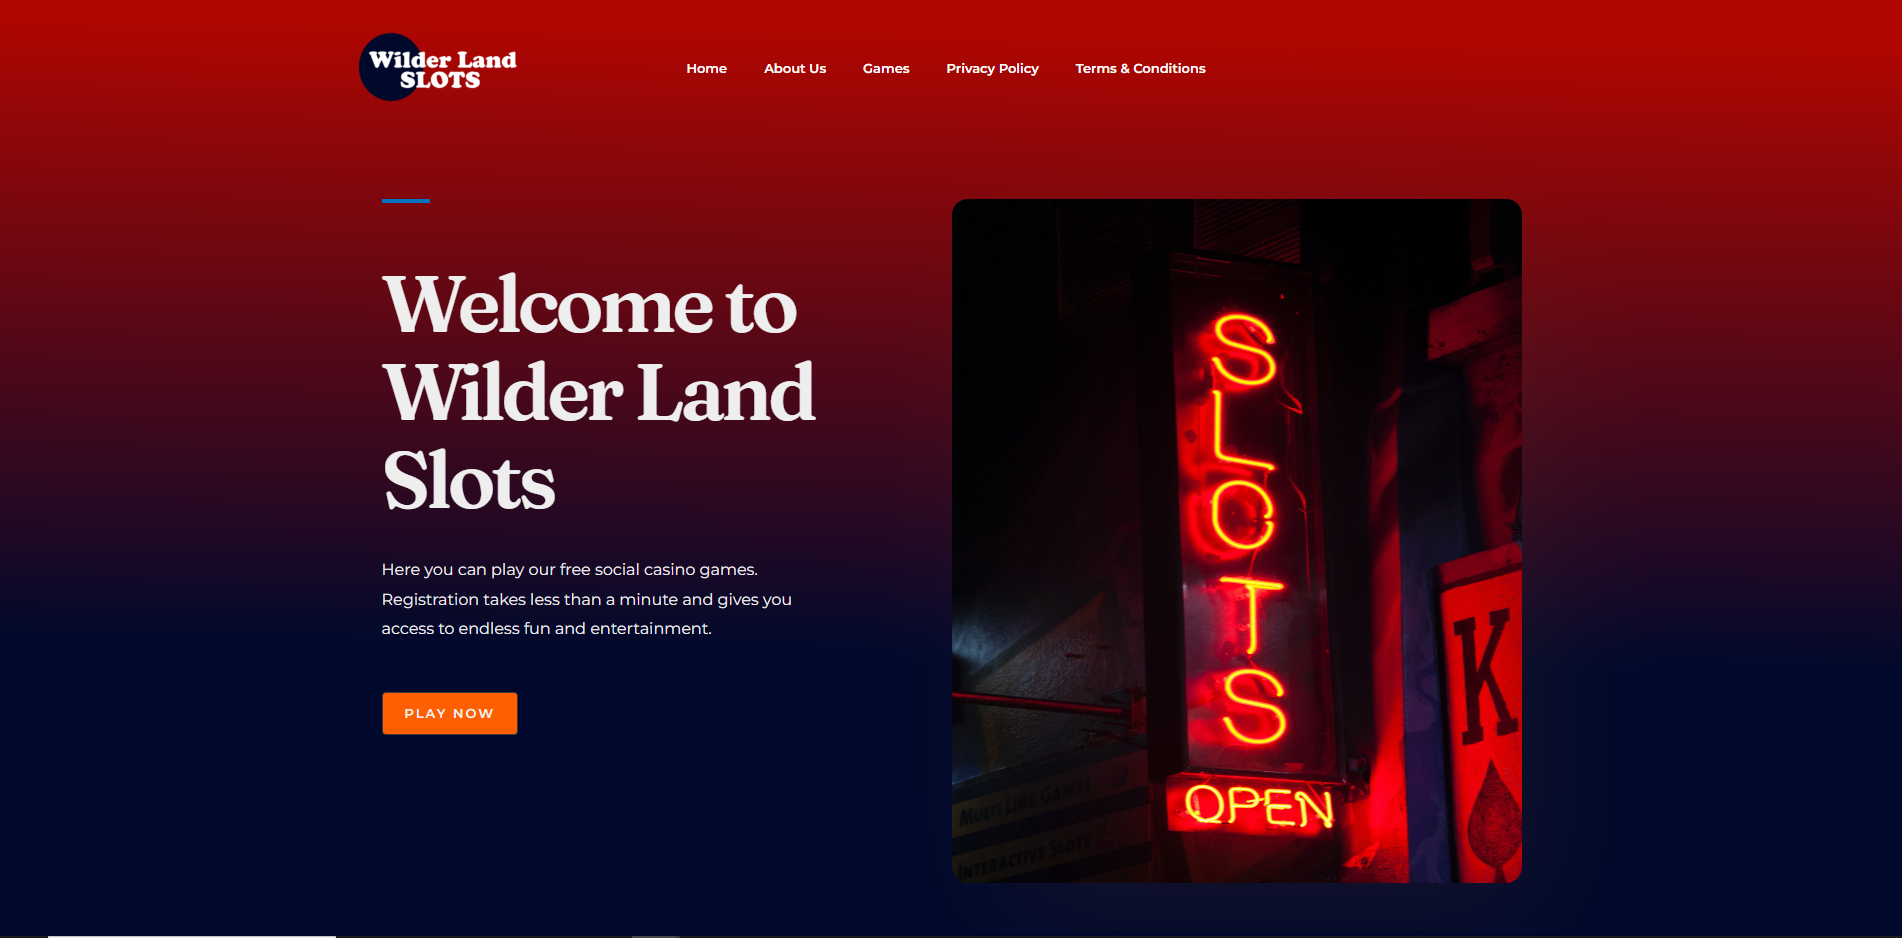 Wilder Land
SLOTS
Home
About Us
Games
Privacy Policy
Terms & Conditions
Welcome to
Wilder Land
Slots
Here you can play our free social casino games.
Registration takes less than a minute and gives you
access to endless fun and entertainment.
PLAY NOW
SLOTS
OPEN
K
MULTI LINE GAMES
INTERACTIVE SLOTS